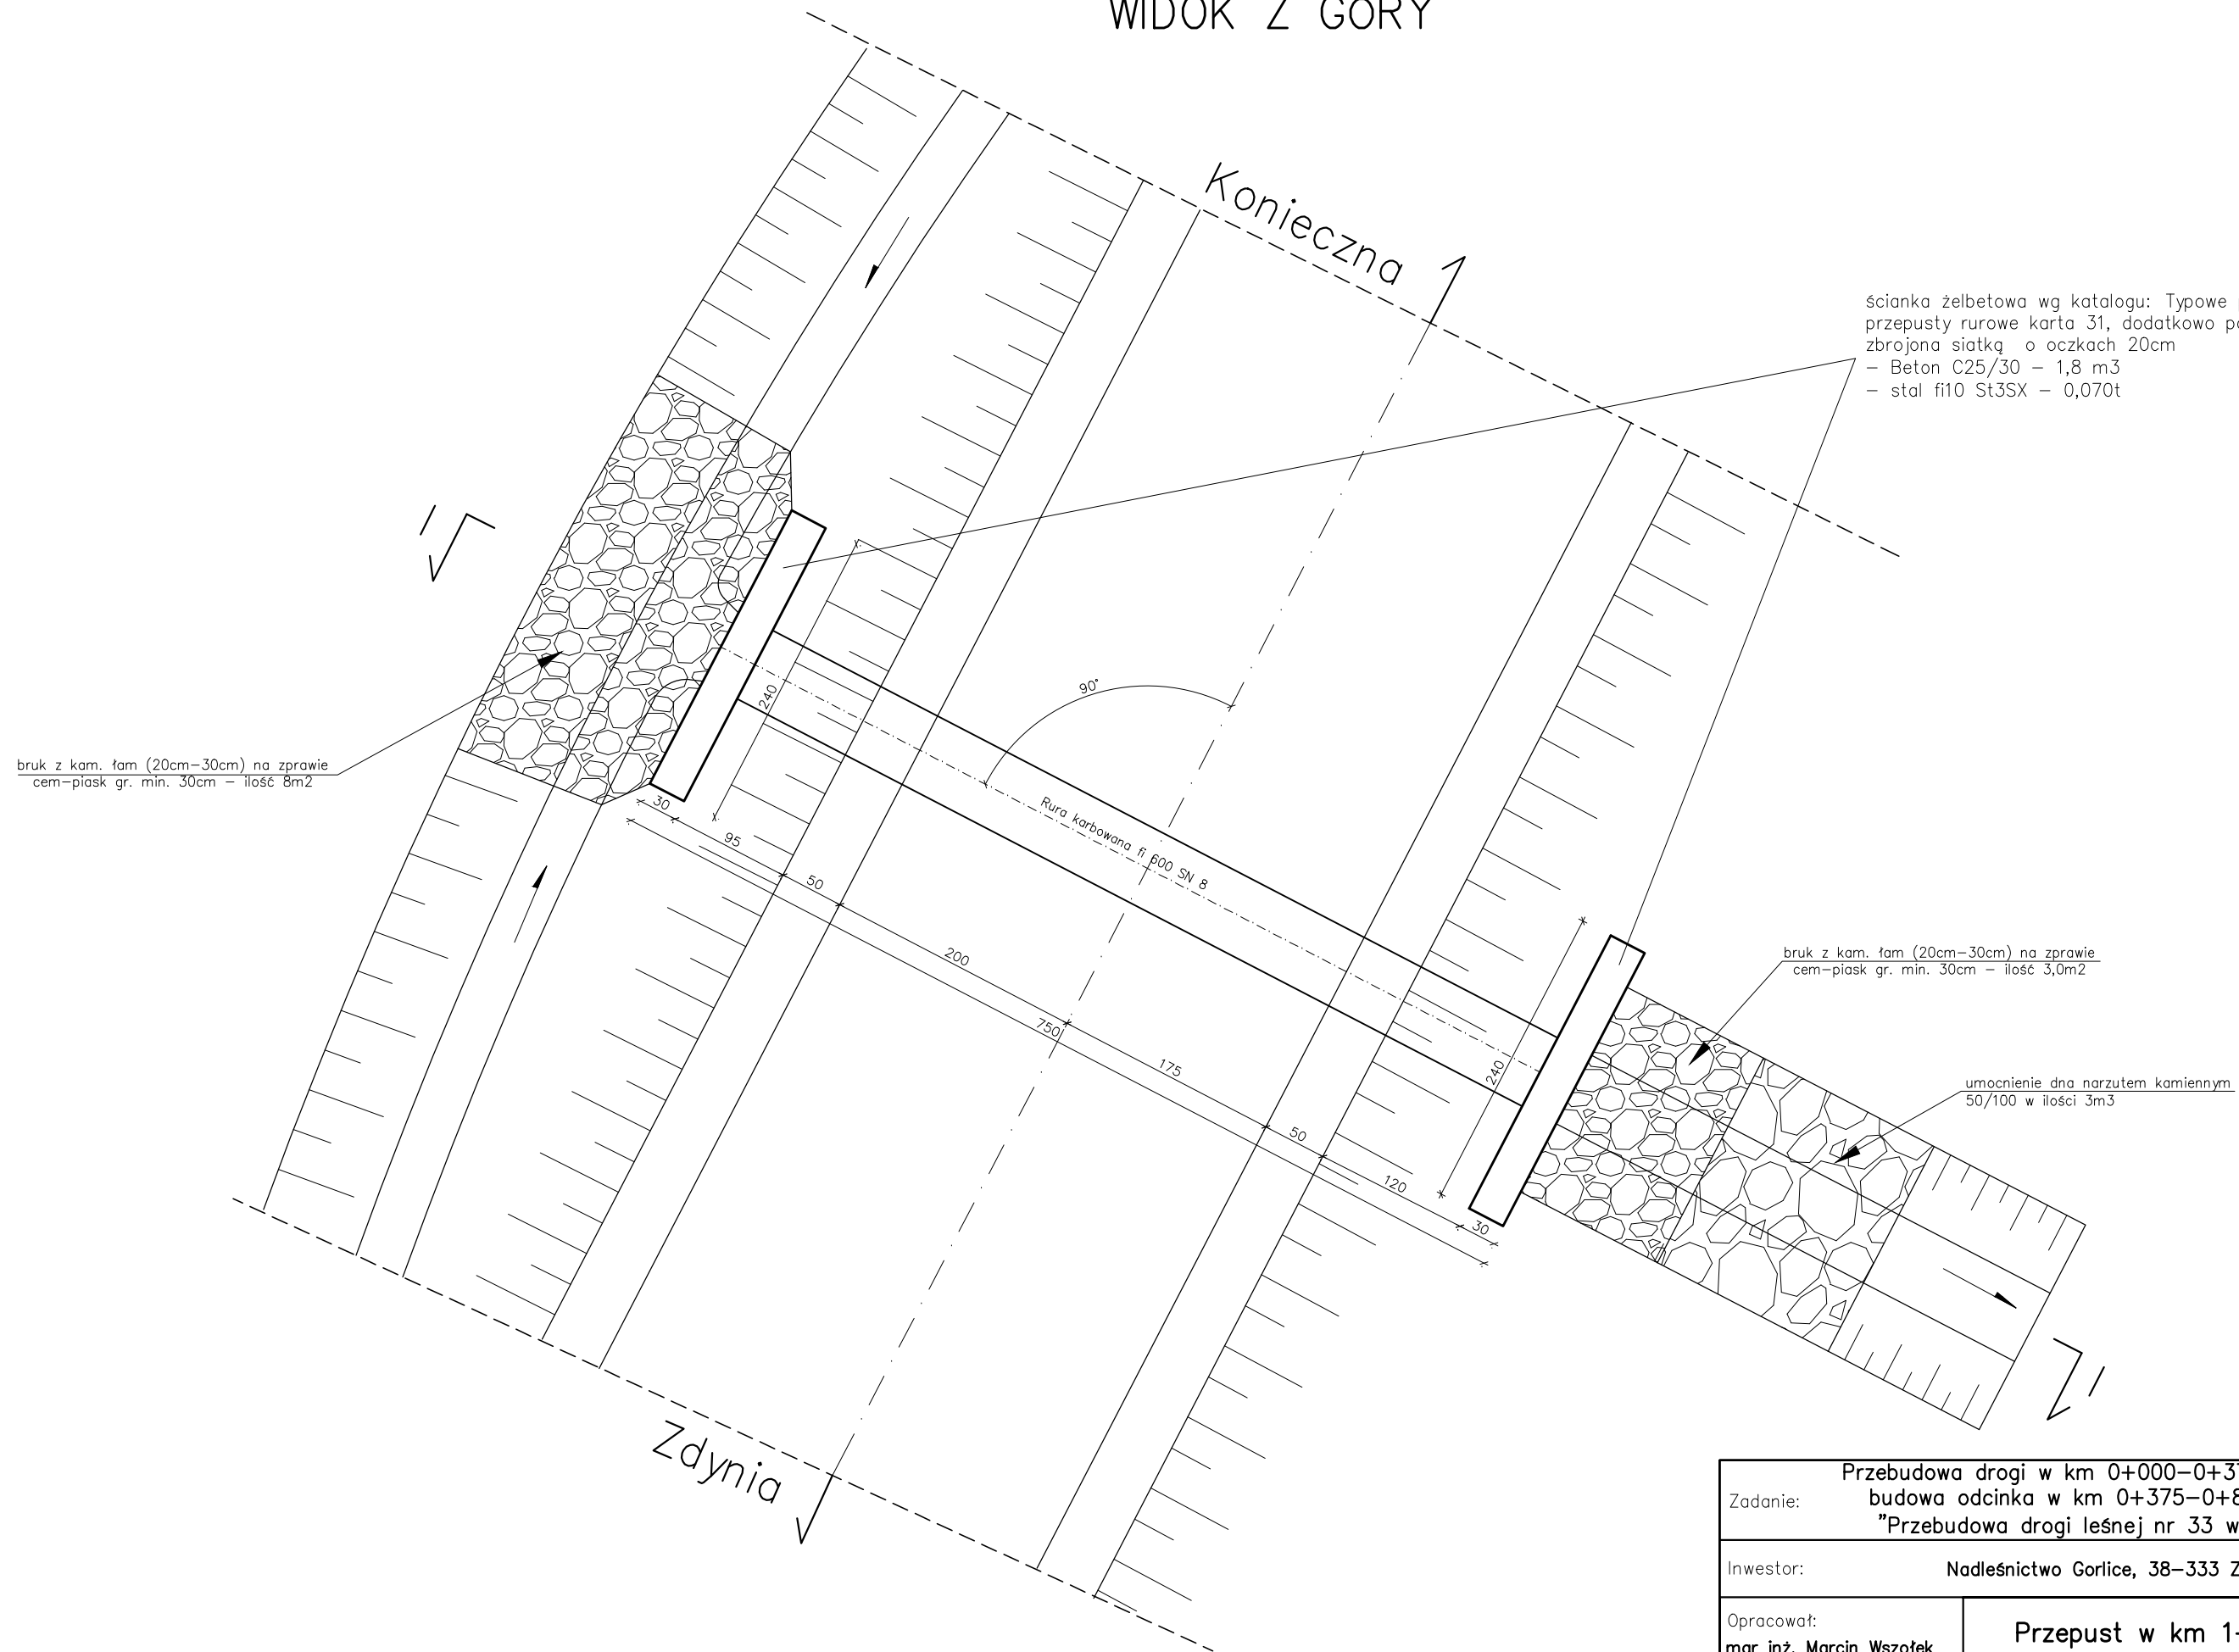 WIDOK Z GÓRY
Konieczna
ścianka żelbetowa wg katalogu: Typowe
przepusty rurowe karta 31, dodatkowo
zbrojona siatką o oczkach 20cm
- Beton C25/30 - 1,8 m3
- stal fi10 St3SX - 0,070t
90°
240
bruk z kam. łam (20cm-30cm) na zprawie
cem-piask gr. min. 30cm - ilość 8m2
Rura karbowana fi 600 SN 8
30
95
50
200
750
175
50
120
30
240
bruk z kam. łam (20cm-30cm) na zprawie
cem-piask gr. min. 30cm - ilość 3,0m2
umocnienie dna narzutem kamiennym
50/100 w ilości 3m3
Zdynia
Zadanie:
Przebudowa drogi w km
budowa odcinka w km
"Przebudowa drogi leśnej nr 33
Inwestor:
Nadleśnictwo Gorlice, 38-333
Opracował:
mgr inż. Marcin Wszołek
Przepust w km